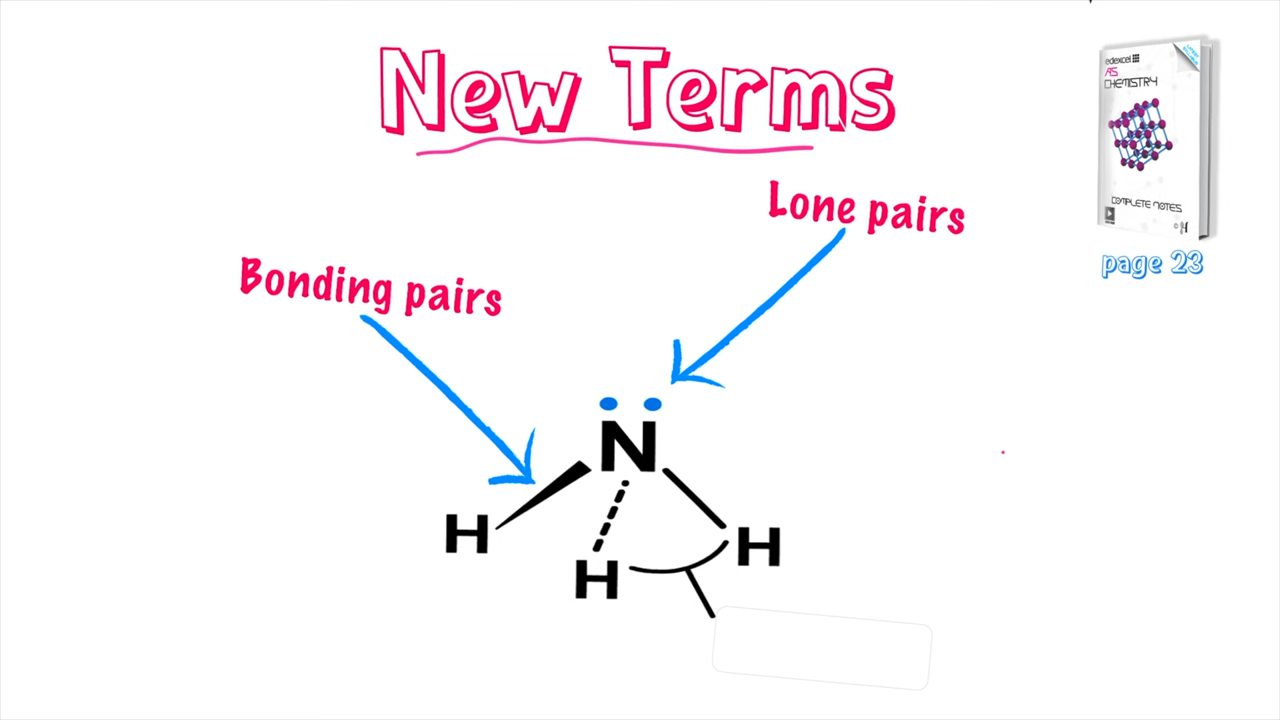 New Terms
edexcel
AS
CHEMISTRY
COMPLETE NOTES
page 23
Lone pairs
Bonding pairs
N
H
H
H